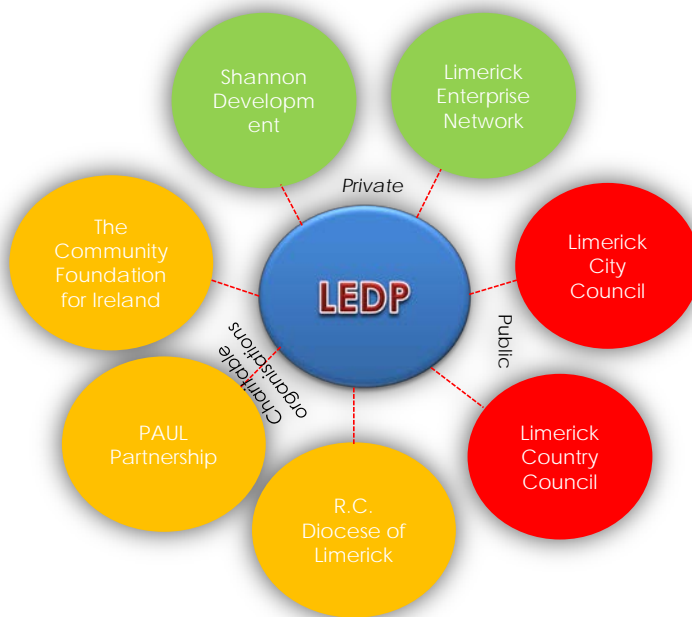 Shannon
Developm
ent
Limerick
Enterprise
Network
Private
The
Community
Foundation
for Ireland
LEDP
Limerick
City
Council
Public
Charitable
organisations
PAUL
Partnership
Limerick
Country
Council
R.C.
Diocese of
Limerick